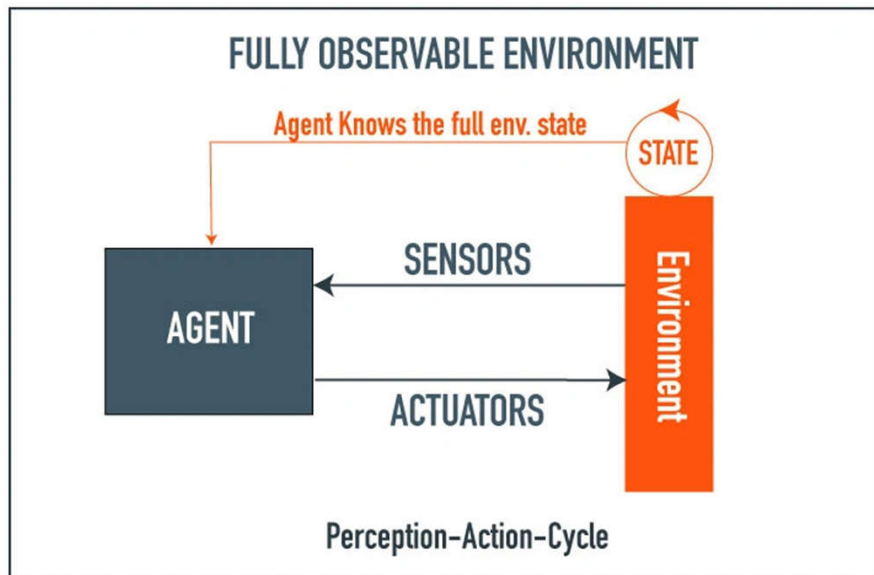 FULLY OBSERVABLE ENVIRONMENT
Agent Knows the full env. state
STATE
SENSORS
Environment
AGENT
ACTUATORS
Perception-Action-Cycle